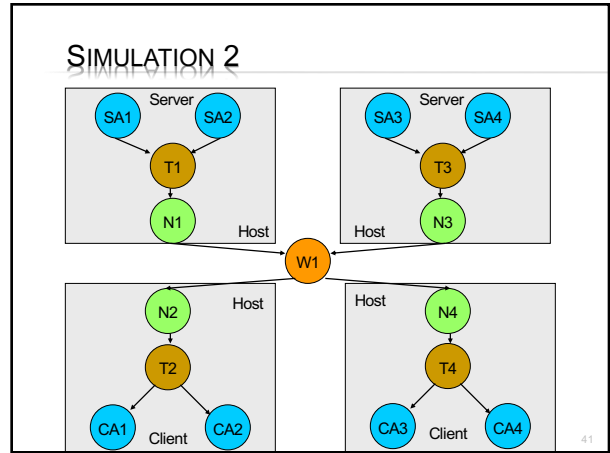 SIMULATION 2
Server Server
SA1 SA2 SA3 SA4
T1 T3
N1 N3
Host Host
W1
N2 Host Host N4
T2 T4
CA1 Client CA2 CA3 Client CA4
41